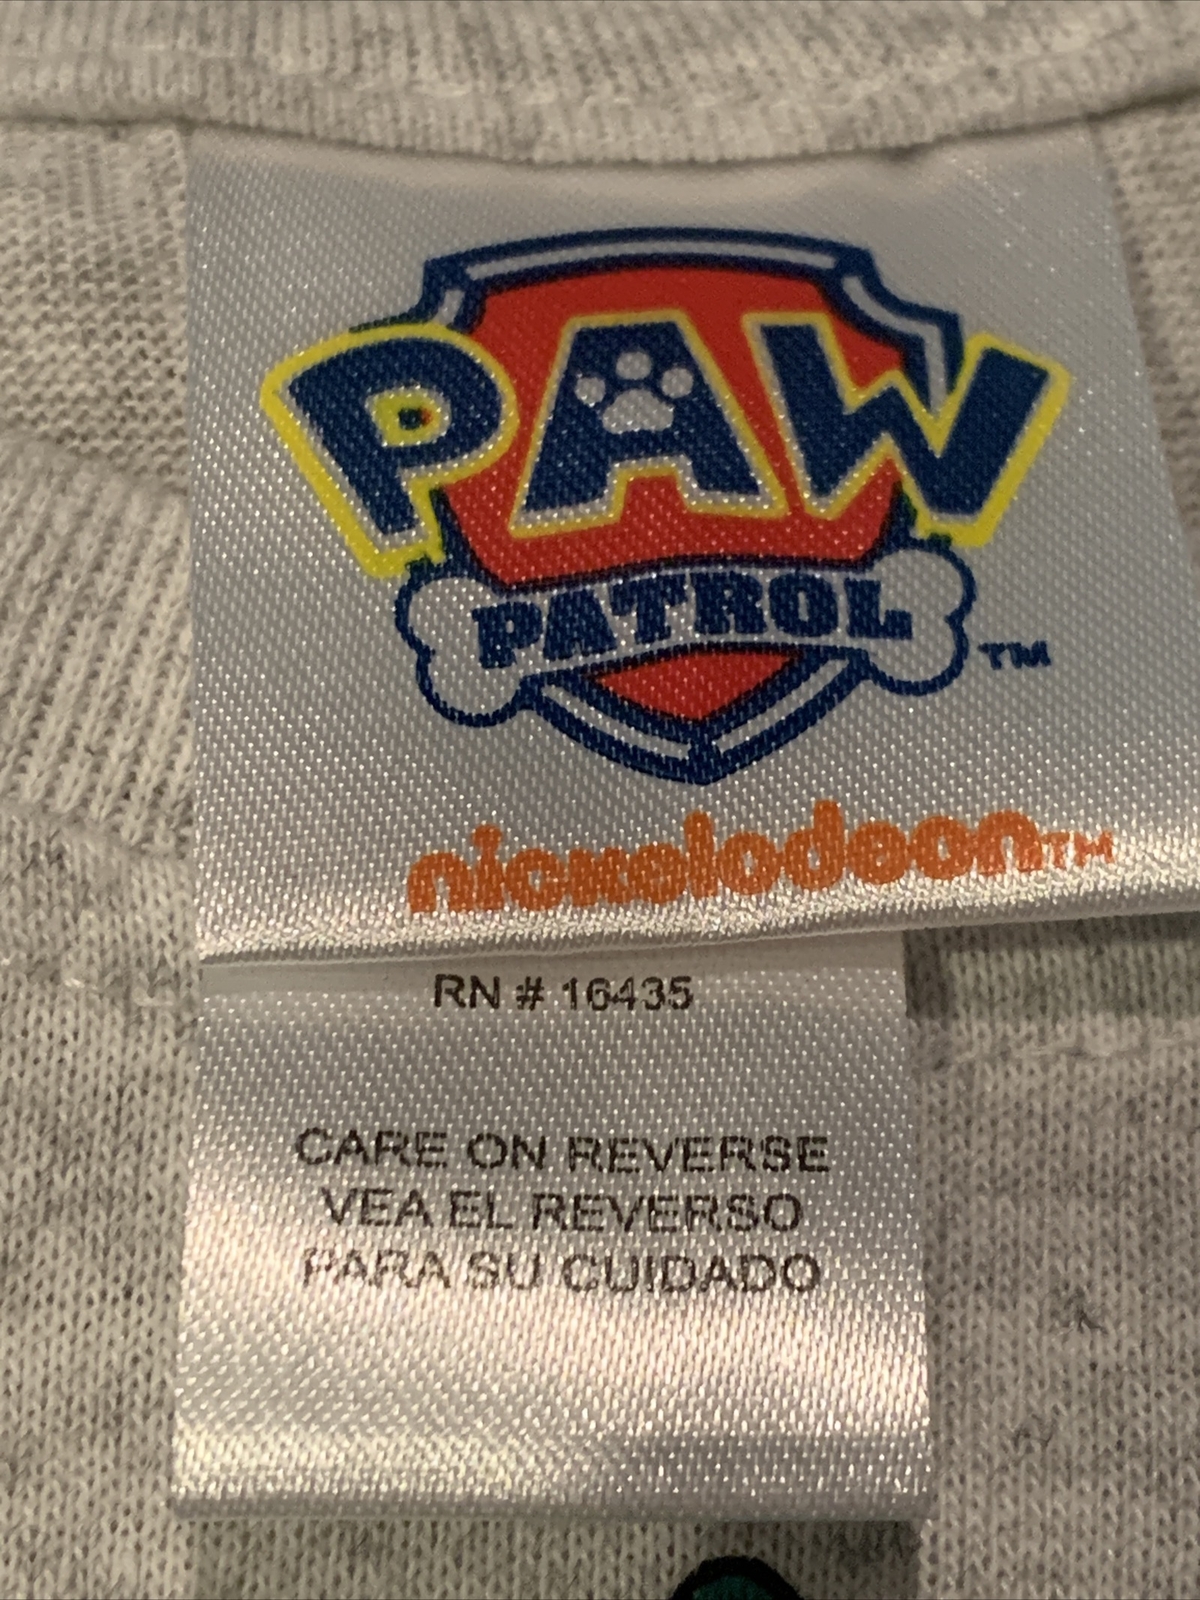 PAW
PATROL
TM
nickelodeon TM
RN # 16435
CARE ON REVERSE
VEA EL REVERSO
PARA SU CUIDADO